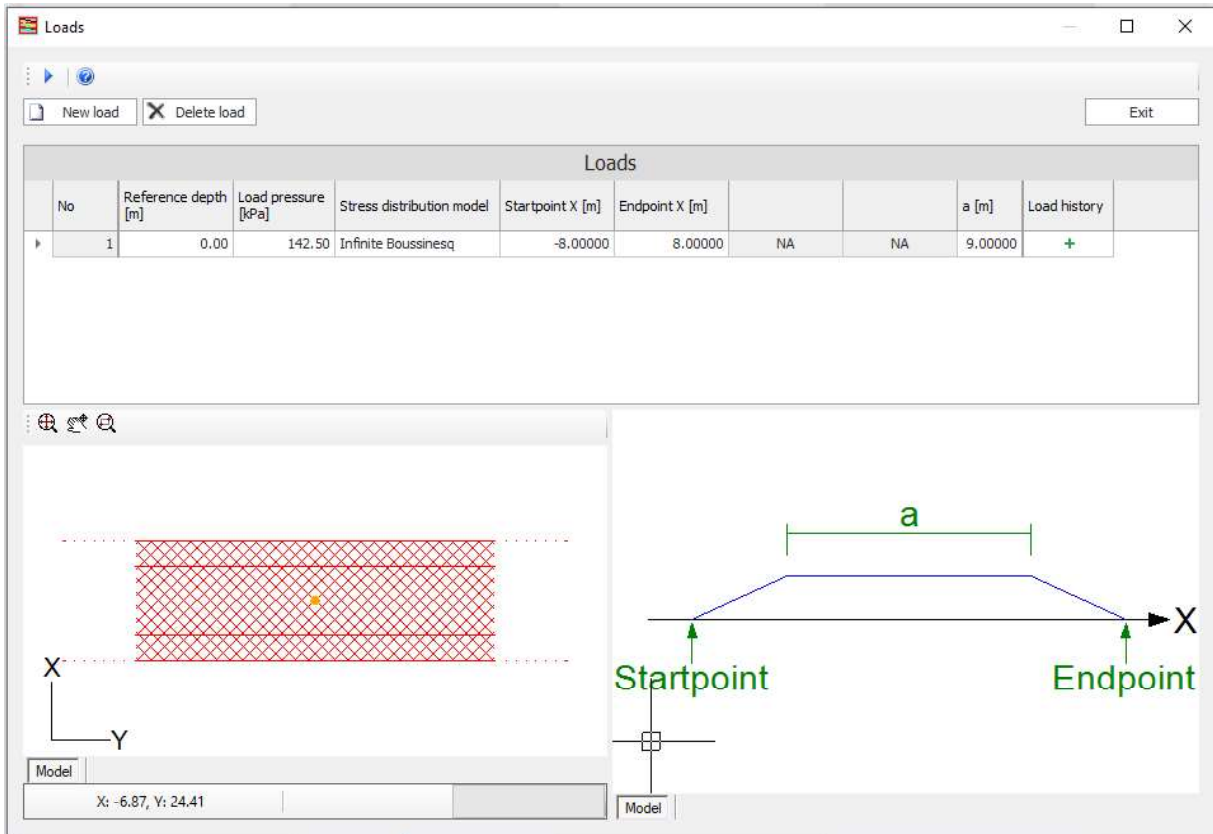 Loads
New load Delete load Exit
Loads
No Reference depth [m] Load pressure [kPa] Stress distribution model Startpoint X [m] Endpoint X [m] a [m] Load history
1 0.00 142.50 Infinite Boussinesq -8.00000 8.00000 NA NA 9.00000 +
a
X
Startpoint Endpoint
X
Y
Model
X: -6.87, Y: 24.41
Model